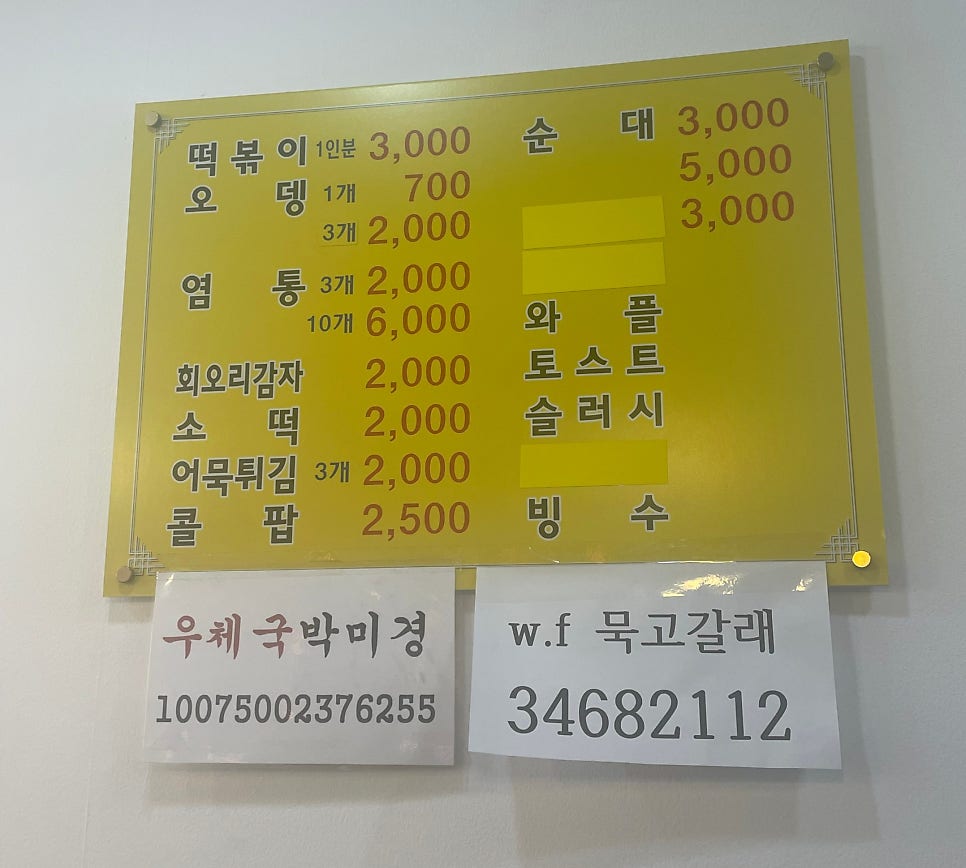 떡볶이 1인분 3,000
오뎅 1개 700
3개 2,000
염통 3개 2,000
10개 6,000
회오리감자 2,000
소떡 2,000
어묵튀김 3개 2,000
콜팝 2,500
순대 3,000
5,000
3,000
와플
토스트
슬러시
빙수
우체국박미경
10075002376255
w.f 묵고갈래
34682112